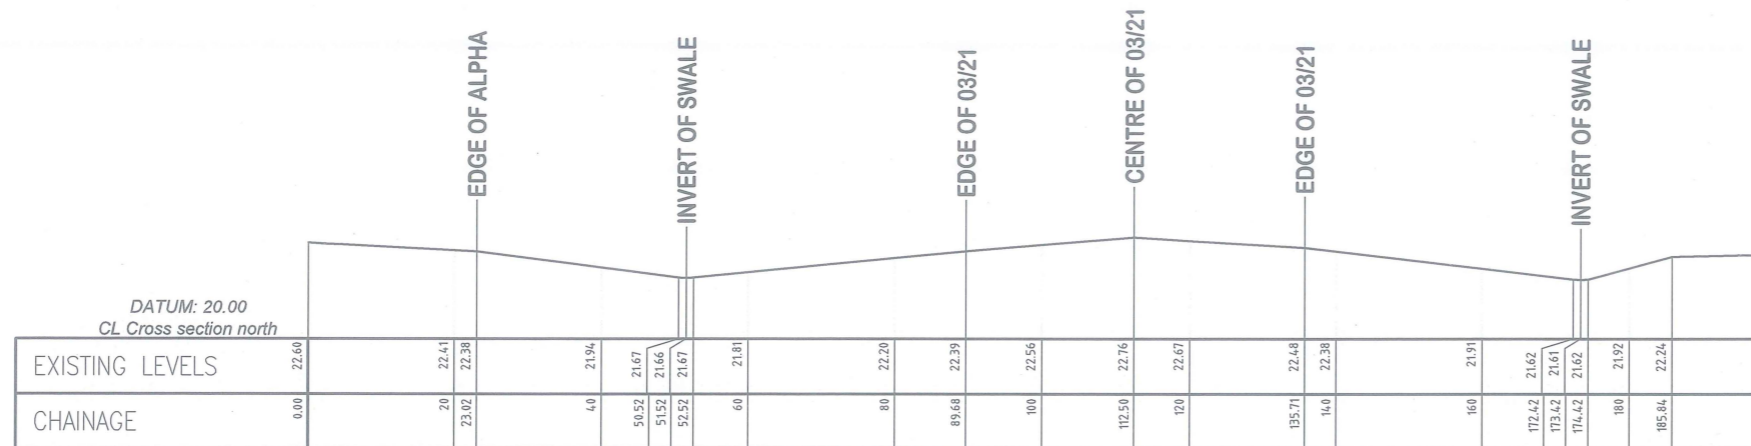 EDGE OF ALPHA
INVERT OF SWALE
EDGE OF 03/21
CENTRE OF 03/21
EDGE OF 03/21
INVERT OF SWALE
DATUM: 20.00
CL Cross section north
EXISTING LEVELS 22.60 22.41 22.38 21.94 21.67 21.66 21.67 21.81 22.20 22.39 22.56 22.76 22.67 22.48 22.38 21.91 21.62 21.61 21.62 21.92 22.24
CHAINAGE 0.00 20 23.02 40 50.52 51.52 52.52 60 80 89.68 100 112.50 120 135.71 140 160 172.42 173.42 174.42 180 185.84